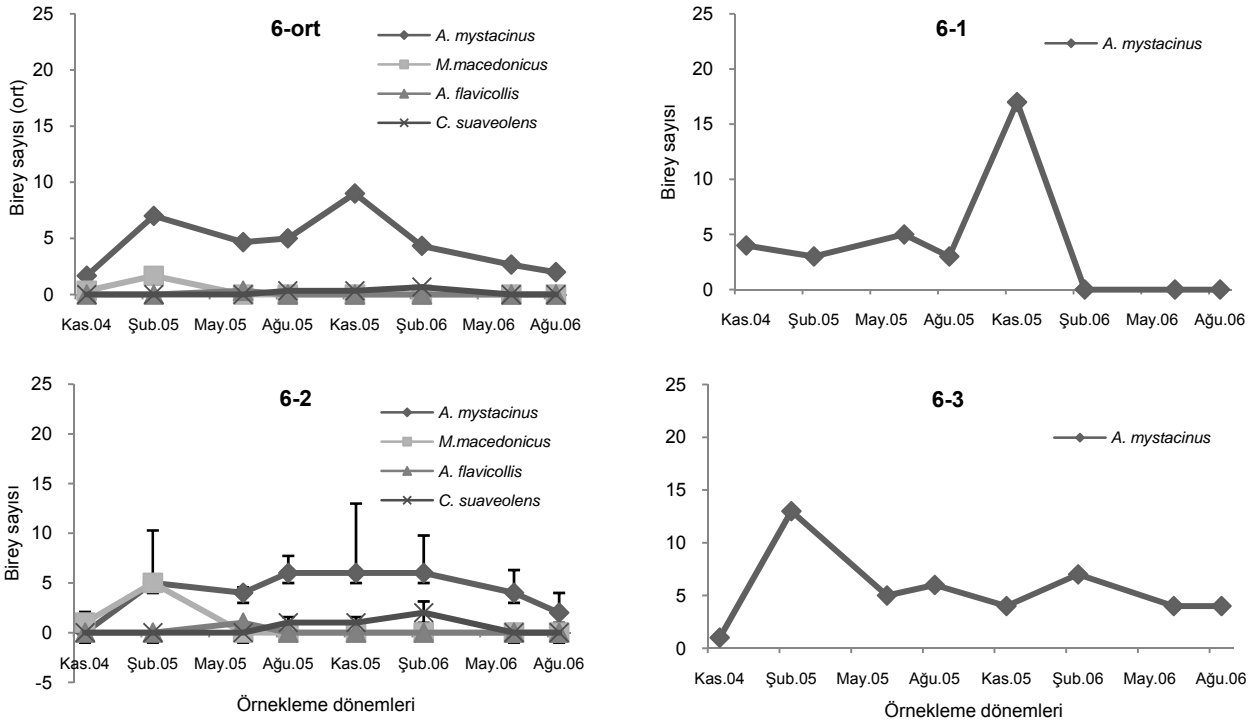 6-ort
Birey sayısı (ort)
25
20
15
10
5
0
Kas.04 Şub.05 May.05 Ağu.05 Kas.05 Şub.06 May.06 Ağu.06
A. mystacinus
M.macedonicus
A. flavicollis
C. suaveolens
6-1
Birey sayısı
25
20
15
10
5
0
Kas.04 Şub.05 May.05 Ağu.05 Kas.05 Şub.06 May.06 Ağu.06
A. mystacinus
6-2
Birey sayısı
25
20
15
10
5
0
-5
Kas.04 Şub.05 May.05 Ağu.05 Kas.05 Şub.06 May.06 Ağu.06
Örnekleme dönemleri
A. mystacinus
M.macedonicus
A. flavicollis
C. suaveolens
6-3
25
20
15
10
5
0
Kas.04 Şub.05 May.05 Ağu.05 Kas.05 Şub.06 May.06 Ağu.06
Örnekleme dönemleri
A. mystacinus